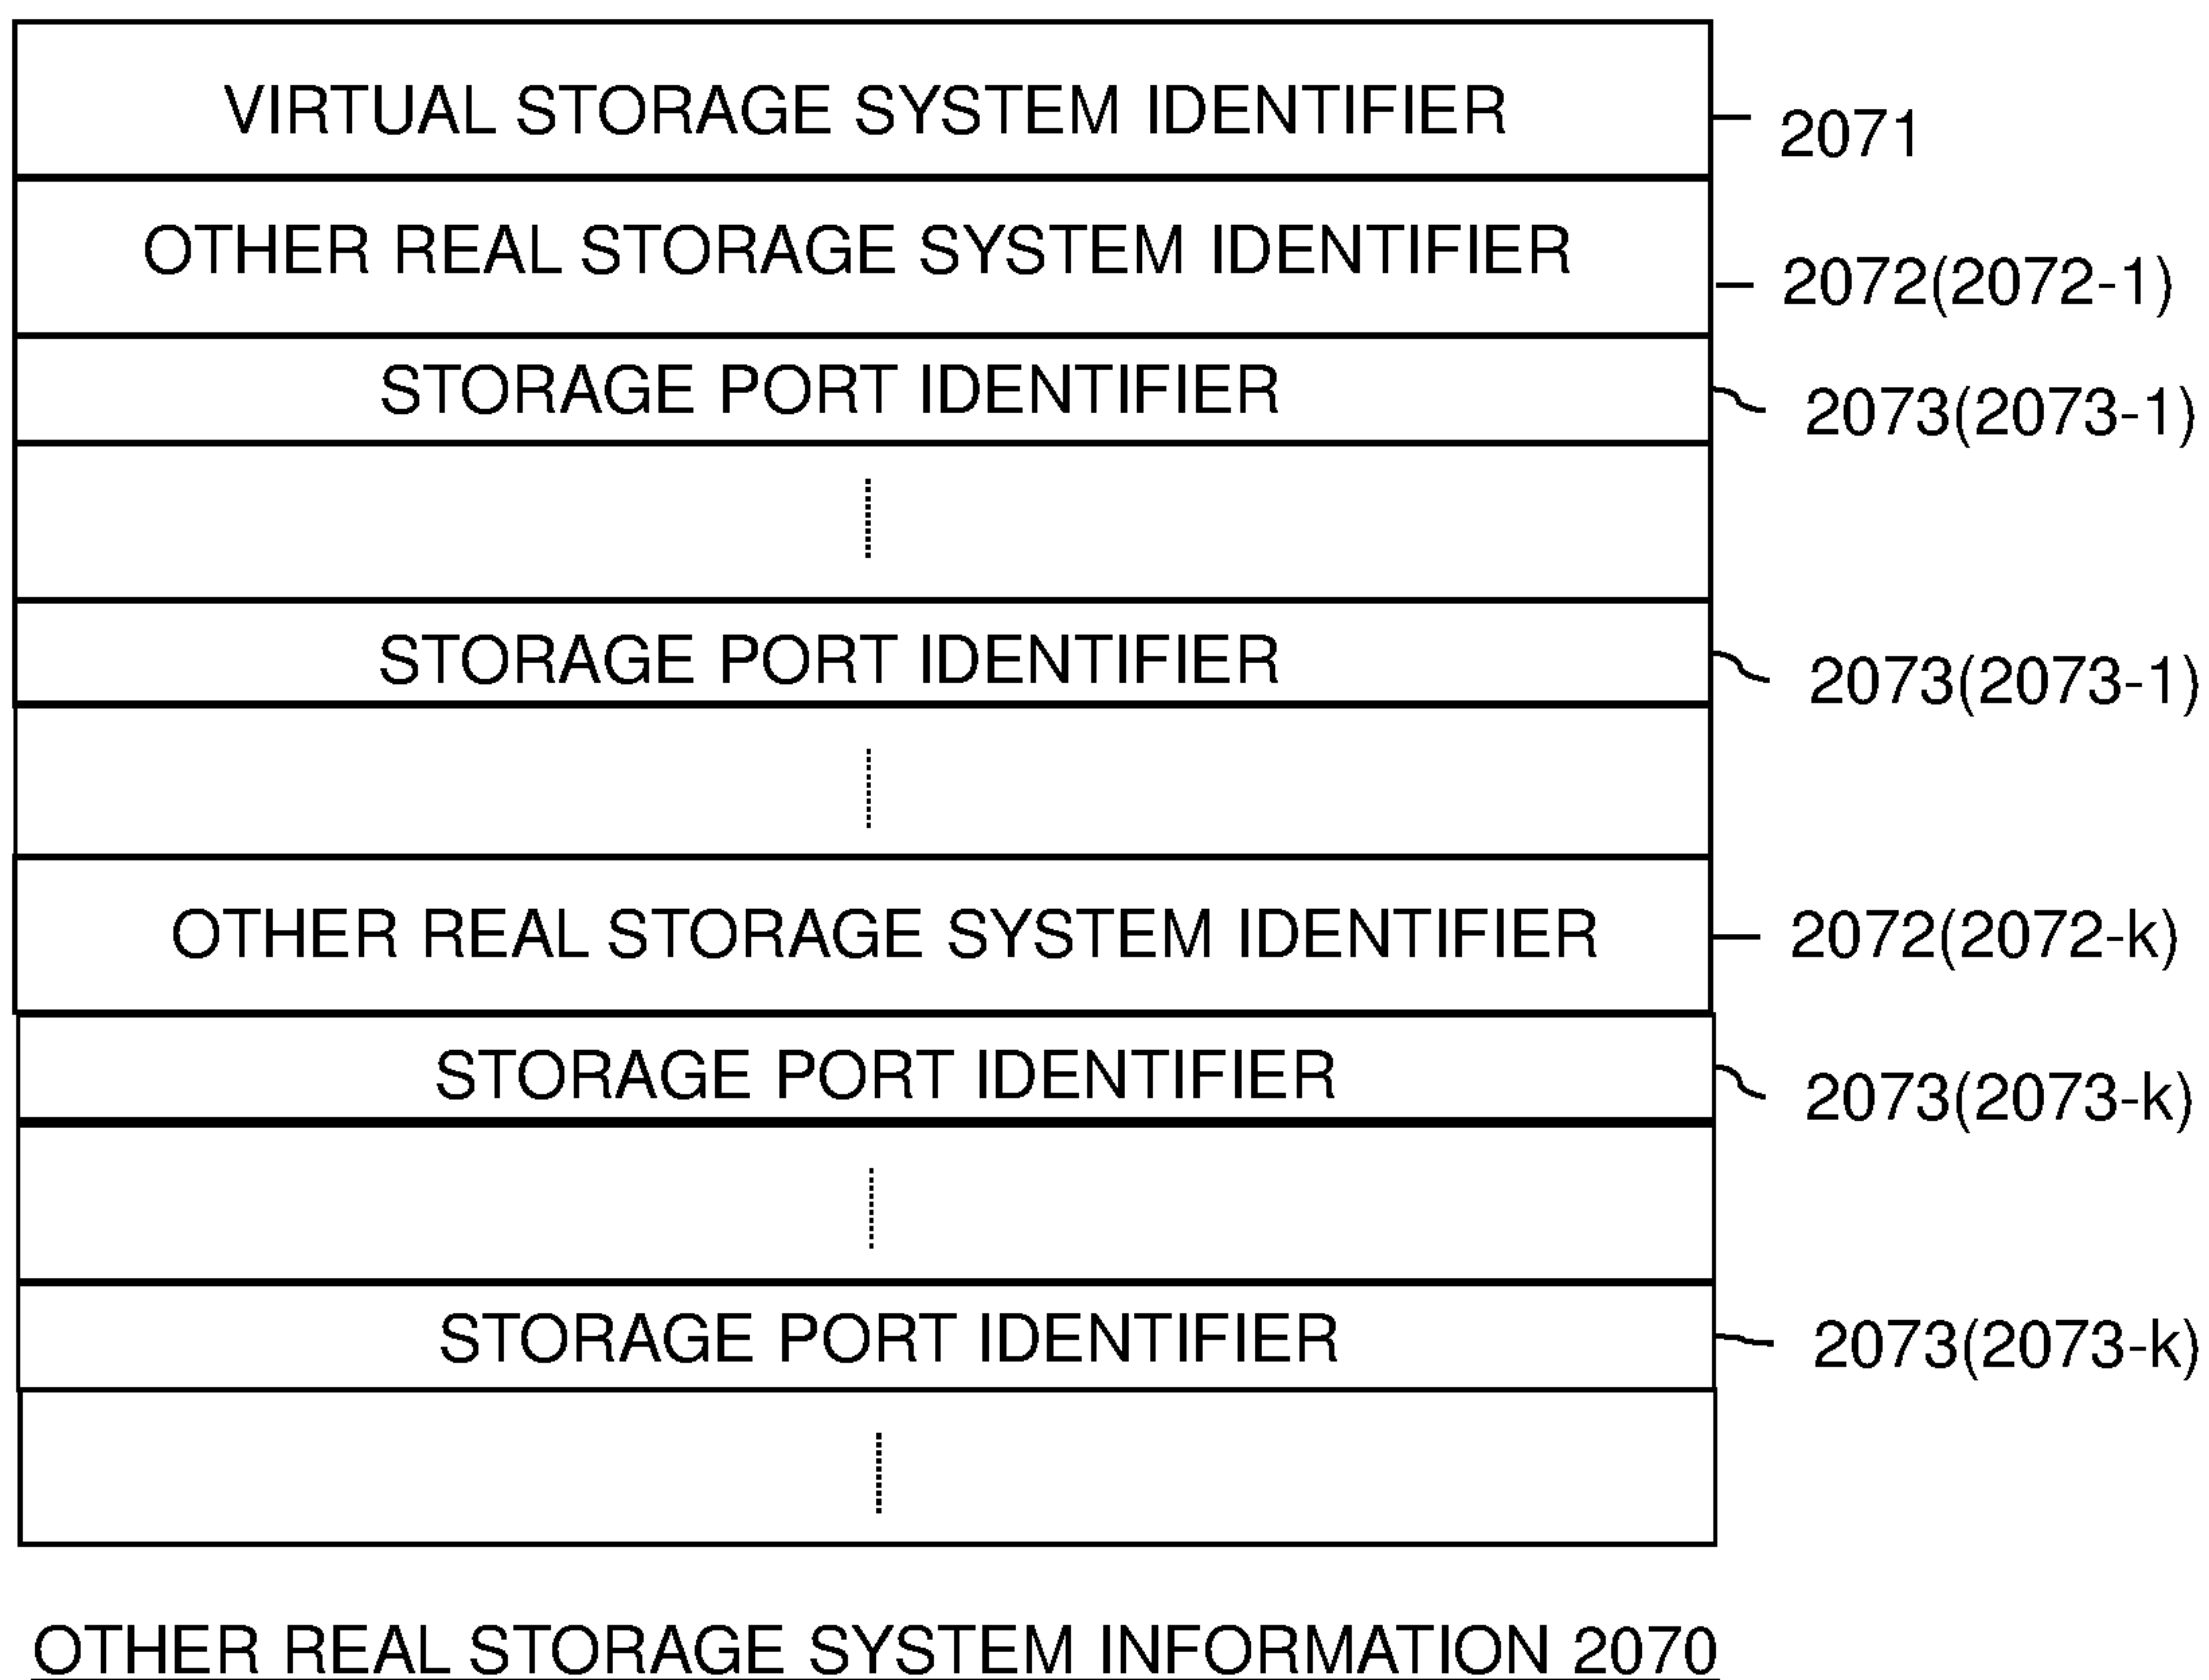 VIRTUAL STORAGE SYSTEM IDENTIFIER 2071
OTHER REAL STORAGE SYSTEM IDENTIFIER 2072(2072-1)
STORAGE PORT IDENTIFIER 2073(2073-1)
STORAGE PORT IDENTIFIER 2073(2073-1)
OTHER REAL STORAGE SYSTEM IDENTIFIER 2072(2072-k)
STORAGE PORT IDENTIFIER 2073(2073-k)
STORAGE PORT IDENTIFIER 2073(2073-k)
OTHER REAL STORAGE SYSTEM INFORMATION 2070